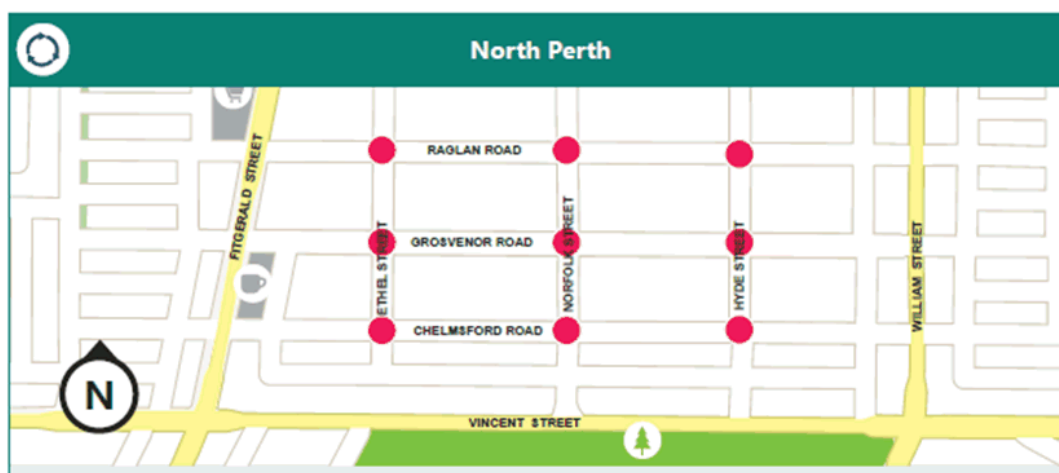 North Perth
RAGLAN ROAD
FITGERALD STREET
GROSVENOR ROAD
ETHEL STREET
NORFOLK STREET
HYDE STREET
WILLIAM STREET
CHELMSFORD ROAD
N
VINCENT STREET